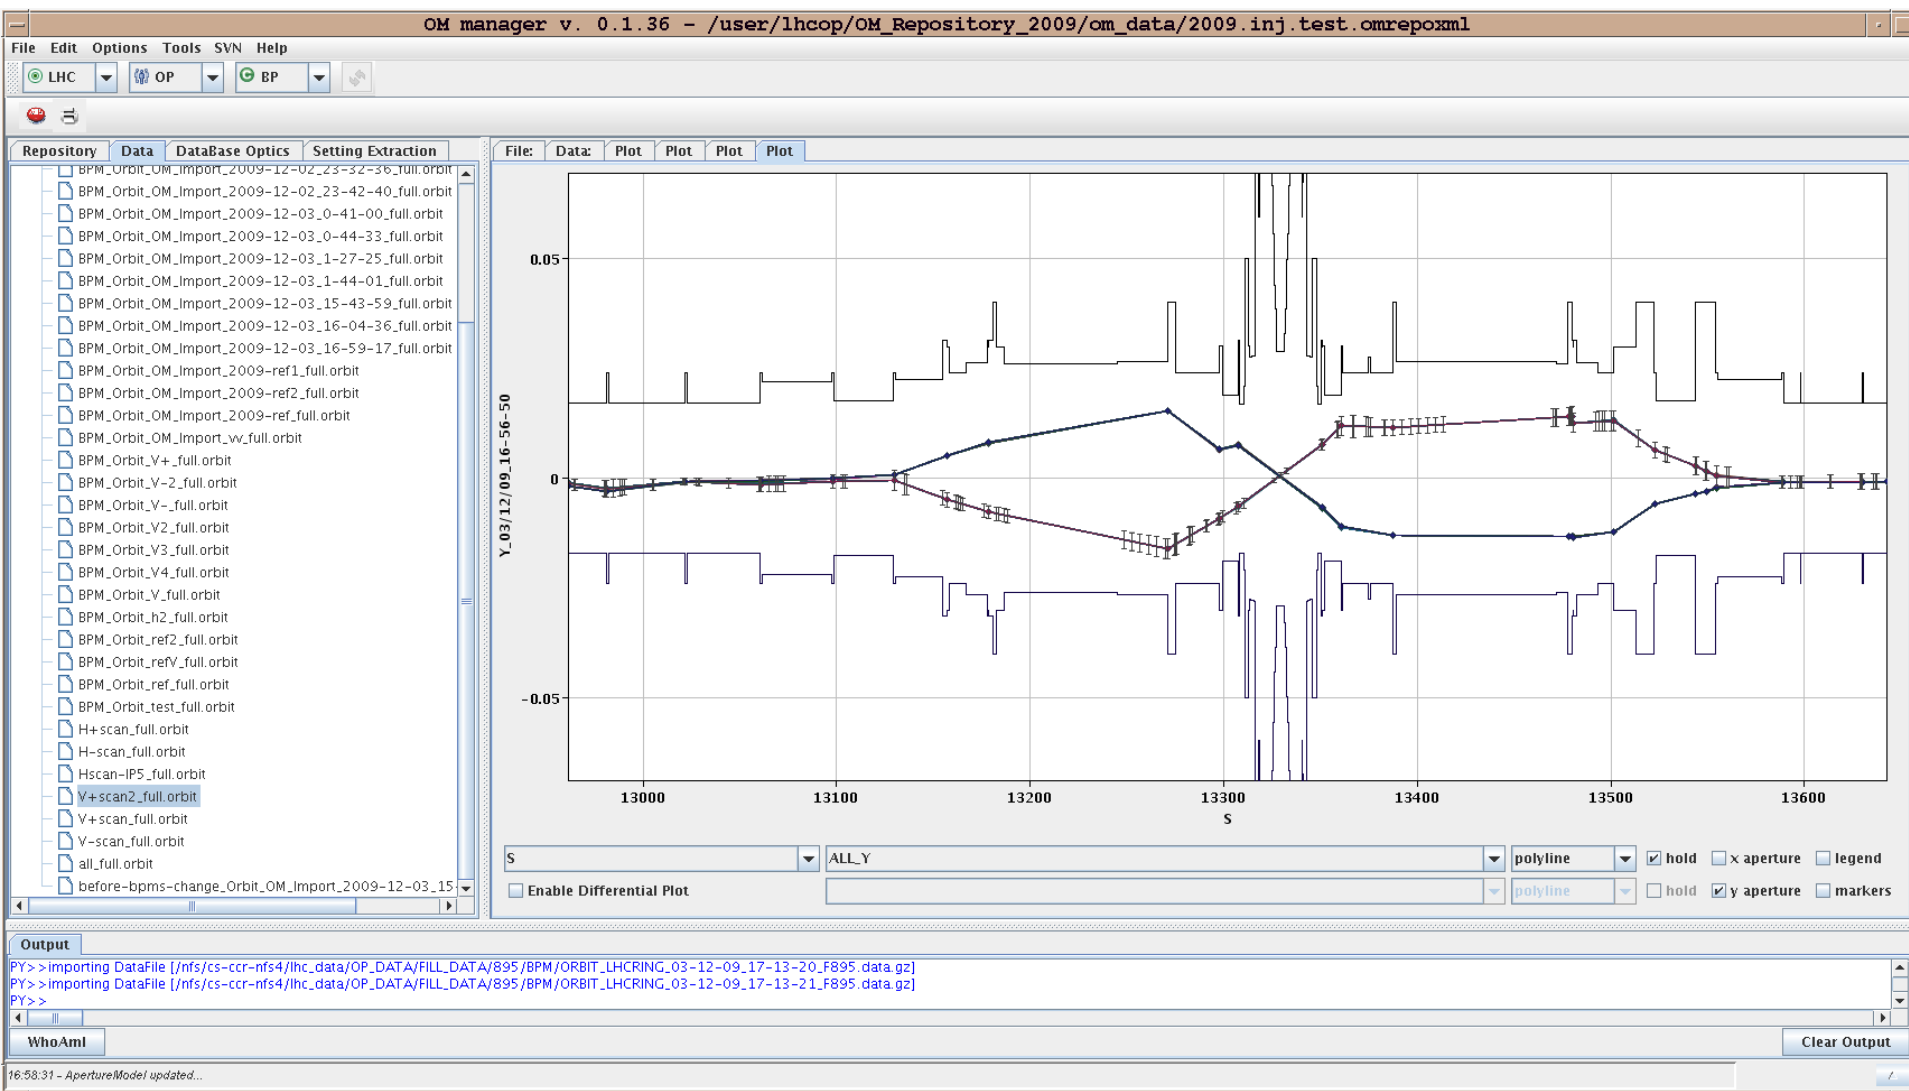 OM manager v. 0.1.36 - /user/lhcop/OM_Repository_2009/om_data/2009.inj.test.omrepoxml
File Edit Options Tools SVN Help
LHC OP BP
Repository Data DataBase Optics Setting Extraction
BPM_Orbit_OM_Import_2009-12-02_23-32-36_full.orbit
BPM_Orbit_OM_Import_2009-12-02_23-42-40_full.orbit
BPM_Orbit_OM_Import_2009-12-03_0-41-00_full.orbit
BPM_Orbit_OM_Import_2009-12-03_0-44-33_full.orbit
BPM_Orbit_OM_Import_2009-12-03_1-27-25_full.orbit
BPM_Orbit_OM_Import_2009-12-03_1-44-01_full.orbit
BPM_Orbit_OM_Import_2009-12-03_15-43-59_full.orbit
BPM_Orbit_OM_Import_2009-12-03_16-04-36_full.orbit
BPM_Orbit_OM_Import_2009-12-03_16-59-17_full.orbit
BPM_Orbit_OM_Import_2009-ref1_full.orbit
BPM_Orbit_OM_Import_2009-ref2_full.orbit
BPM_Orbit_OM_Import_2009-ref_full.orbit
BPM_Orbit_OM_Import_vv_full.orbit
BPM_Orbit_V+_full.orbit
BPM_Orbit_V-2_full.orbit
BPM_Orbit_V-_full.orbit
BPM_Orbit_V2_full.orbit
BPM_Orbit_V3_full.orbit
BPM_Orbit_V4_full.orbit
BPM_Orbit_V_full.orbit
BPM_Orbit_h2_full.orbit
BPM_Orbit_ref2_full.orbit
BPM_Orbit_refV_full.orbit
BPM_Orbit_ref_full.orbit
BPM_Orbit_test_full.orbit
H+scan_full.orbit
H-scan_full.orbit
Hscan-IP5_full.orbit
V+scan2_full.orbit
V+scan_full.orbit
V-scan_full.orbit
all_full.orbit
before-bpms-change_Orbit_OM_Import_2009-12-03_15-
File: Data: Plot Plot Plot Plot
0.05
0
-0.05
Y_03/12/09_16-56-50
13000 13100 13200 13300 13400 13500 13600
S
S ALL_Y polyline hold x aperture legend
Enable Differential Plot polyline hold y aperture markers
Output
PY>>importing DataFile [/nfs/cs-ccr-nfs4/lhc_data/OP_DATA/FILL_DATA/895/BPM/ORBIT_LHCRING_03-12-09_17-13-20_F895.data.gz]
PY>>importing DataFile [/nfs/cs-ccr-nfs4/lhc_data/OP_DATA/FILL_DATA/895/BPM/ORBIT_LHCRING_03-12-09_17-13-21_F895.data.gz]
PY>>
WhoAmI Clear Output
16:58:31 - ApertureModel updated...